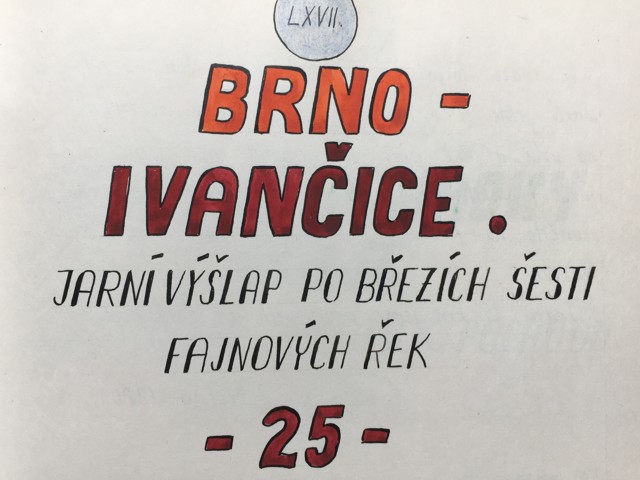 LXVII.
BRNO -
IVANČICE.
JARNÍ VÝŠLAP PO BŘEZÍCH ŠESTI
FAJNOVÝCH ŘEK
- 25 -